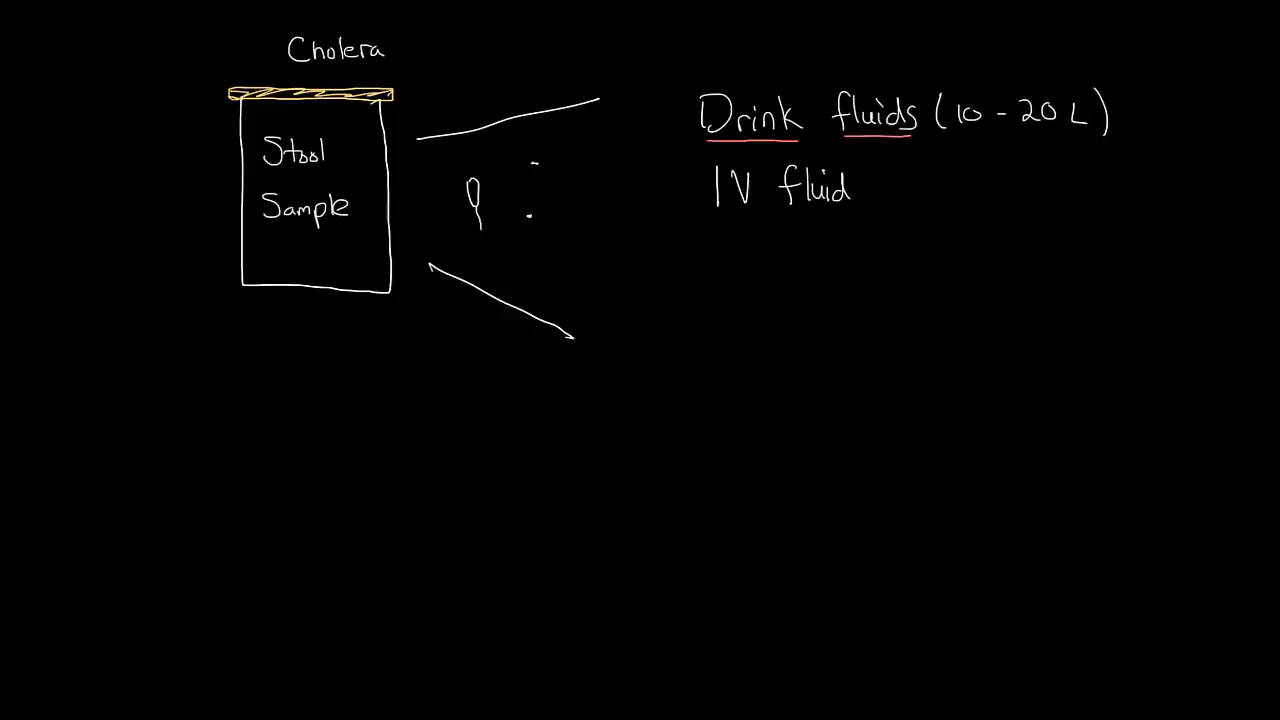 Cholera
Stool
Sample
Drink fluids (10 - 20 L)
IV fluid